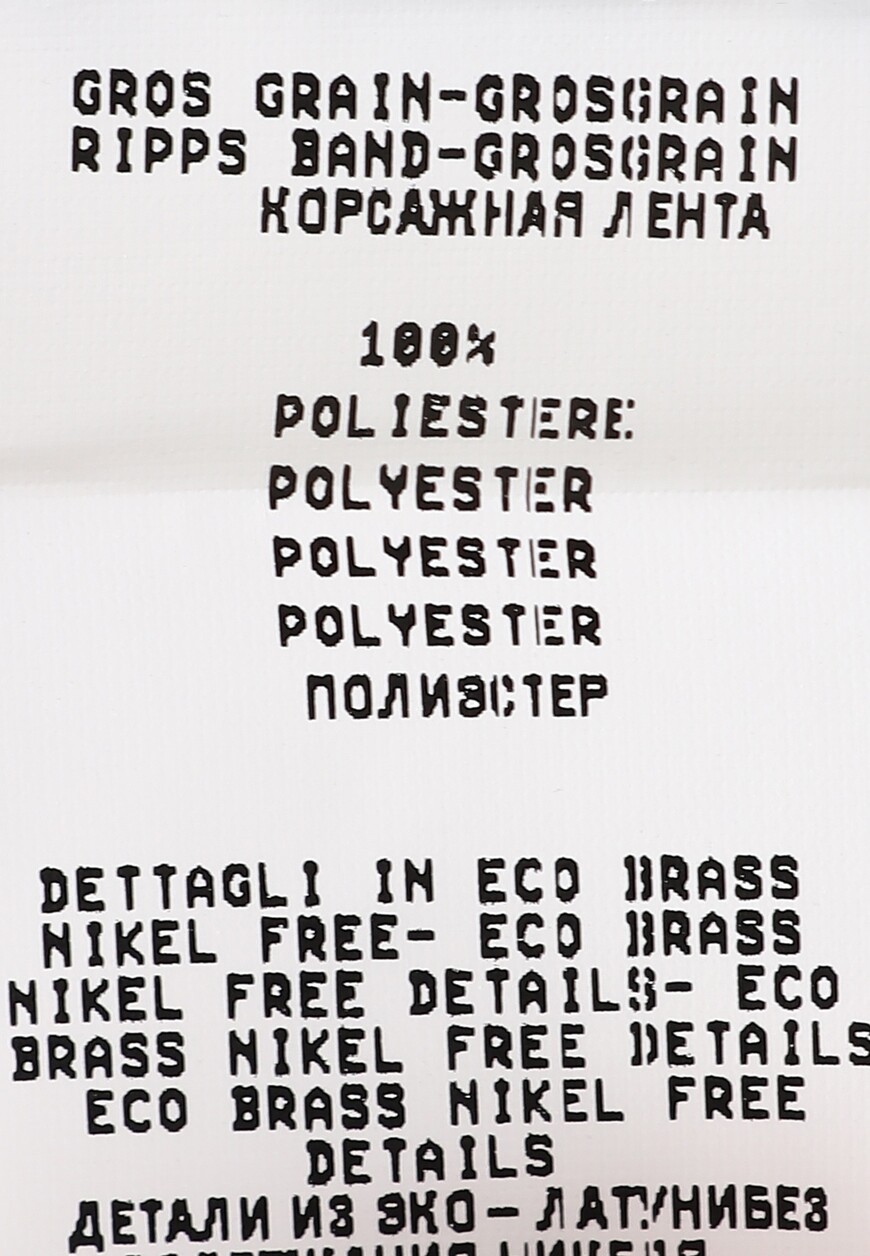 GROS GRAIN-GROSGRAIN
RIPPS BAND-GROSGRAIN
КОРСАЖНАЯ ЛЕНТА
100%
POLIESTERE:
POLYESTER
POLYESTER
POLYESTER
ПОЛИЭСТЕР
DETTAGLI IN ECO BRASS
NIKEL FREE- ECO BRASS
NIKEL FREE DETAILS- ECO
BRASS NIKEL FREE DETAILS
ECO BRASS NIKEL FREE
DETAILS
ДЕТАЛИ ИЗ ЭКО-ЛАТУНИБЕЗ